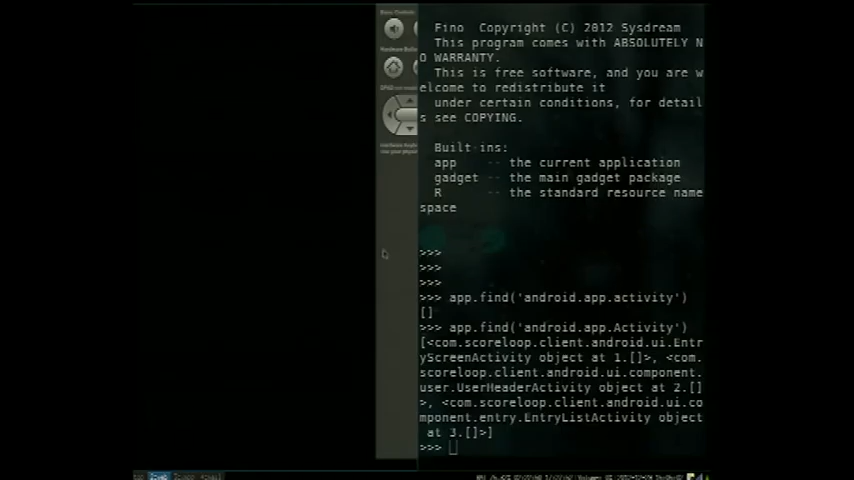 Basic Controls
Hardware Buttons
Fino  Copyright (C) 2012 Sysdream
This program comes with ABSOLUTELY N
O WARRANTY.
This is free software, and you are w
elcome to redistribute it
under certain conditions, for detail
s see COPYING.
Built-ins:
app    -- the current application
gadget -- the main gadget package
R      -- the standard resource name
space
>>>
>>>
>>>
>>> app.find('android.app.activity')
[]
>>> app.find('android.app.Activity')
[<com.scoreloop.client.android.ui.Entr
yScreenActivity object at 1.[]>, <com.
scoreloop.client.android.ui.component.
user.UserHeaderActivity object at 2.[]
>, <com.scoreloop.client.android.ui.co
mponent.entry.EntryListActivity object
at 3.[]>]
>>>